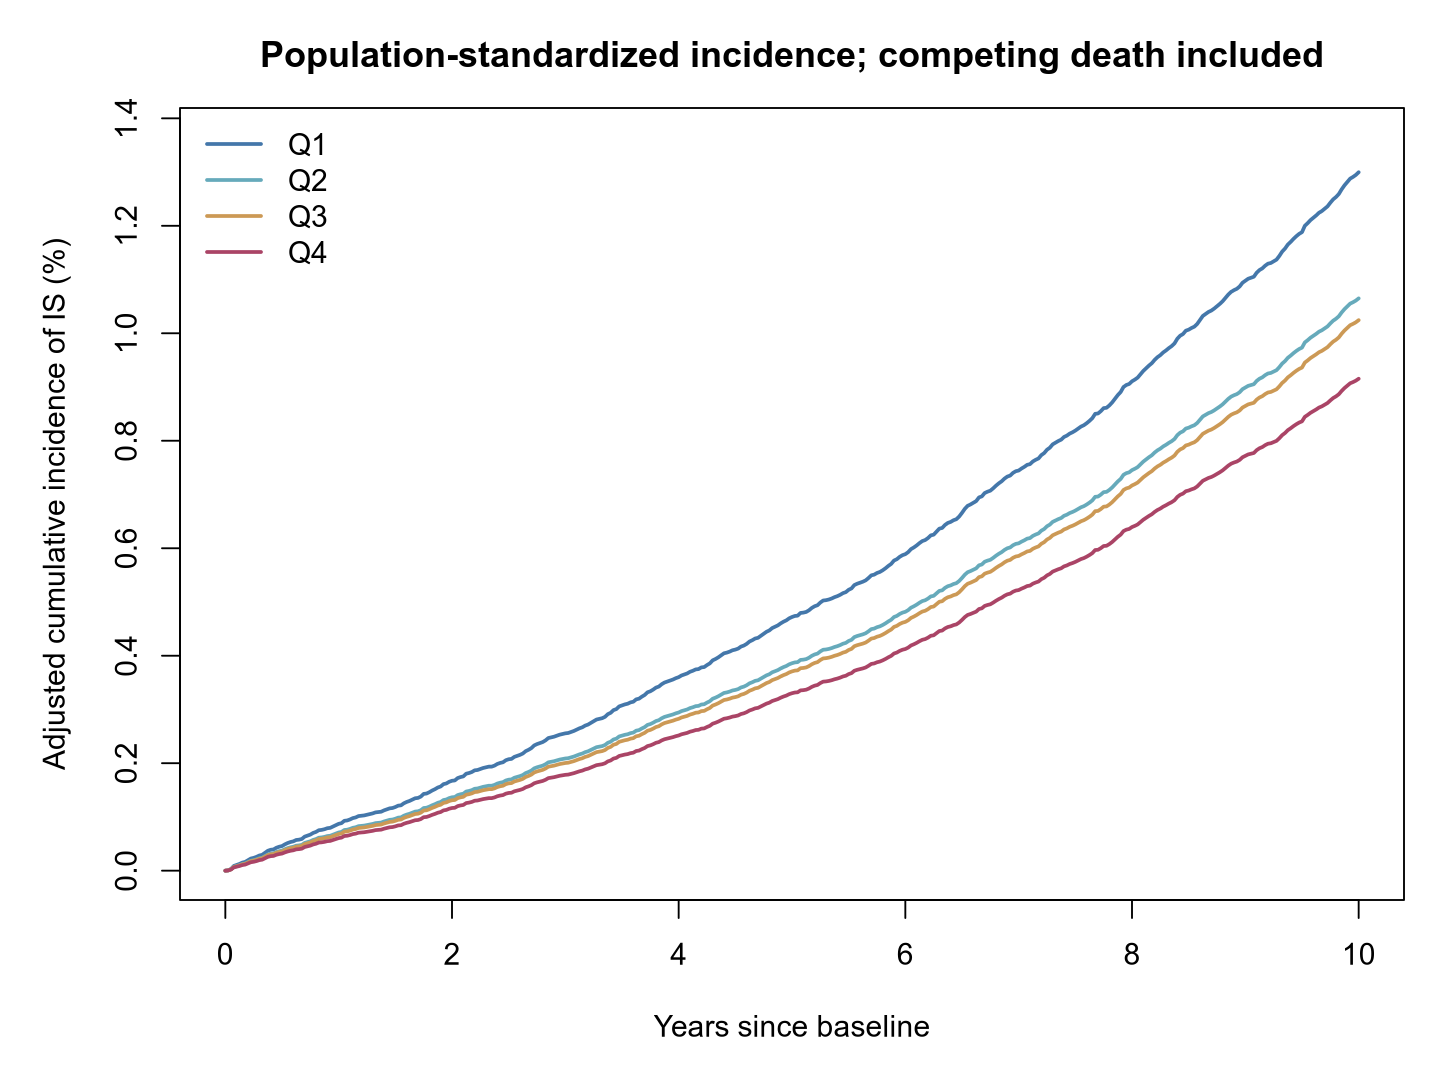 Population-standardized incidence; competing death included
Adjusted cumulative incidence of IS (%)
1.4
1.2
1.0
0.8
0.6
0.4
0.2
0.0
Q1
Q2
Q3
Q4
0 2 4 6 8 10
Years since baseline